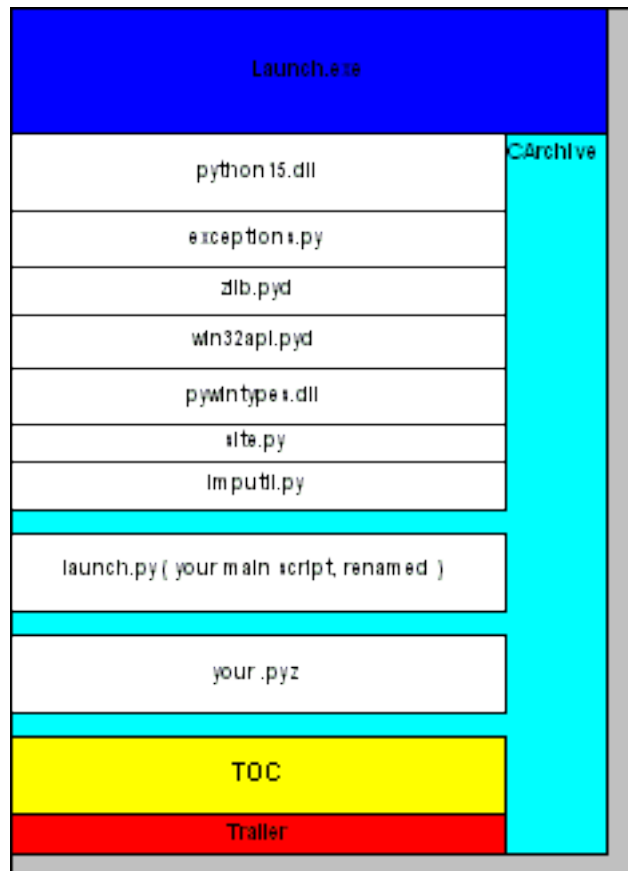 Launch.exe
CArchive
python15.dll
exceptions.py
zlib.pyd
win32api.pyd
pywintypes.dll
site.py
imputil.py
launch.py ( your main script, renamed )
your .pyz
TOC
Trailer